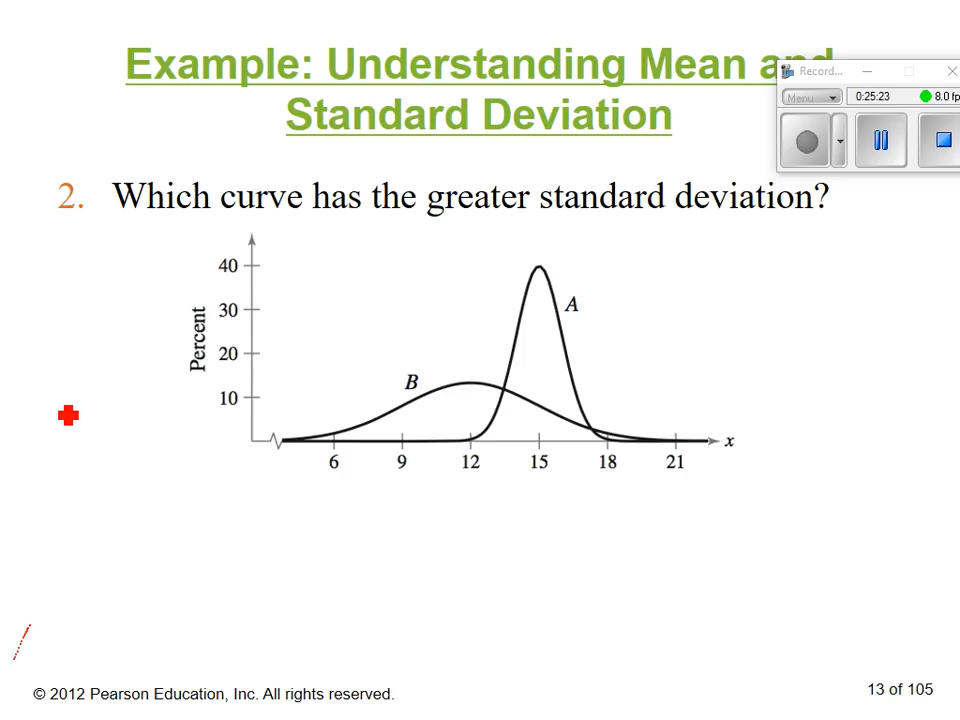 Example: Understanding Mean and
Standard Deviation
Record...
Menu
0:25:23
8.0 fp
2. Which curve has the greater standard deviation?
40
30
20
10
Percent
A
B
x
6 9 12 15 18 21
© 2012 Pearson Education, Inc. All rights reserved.
13 of 105